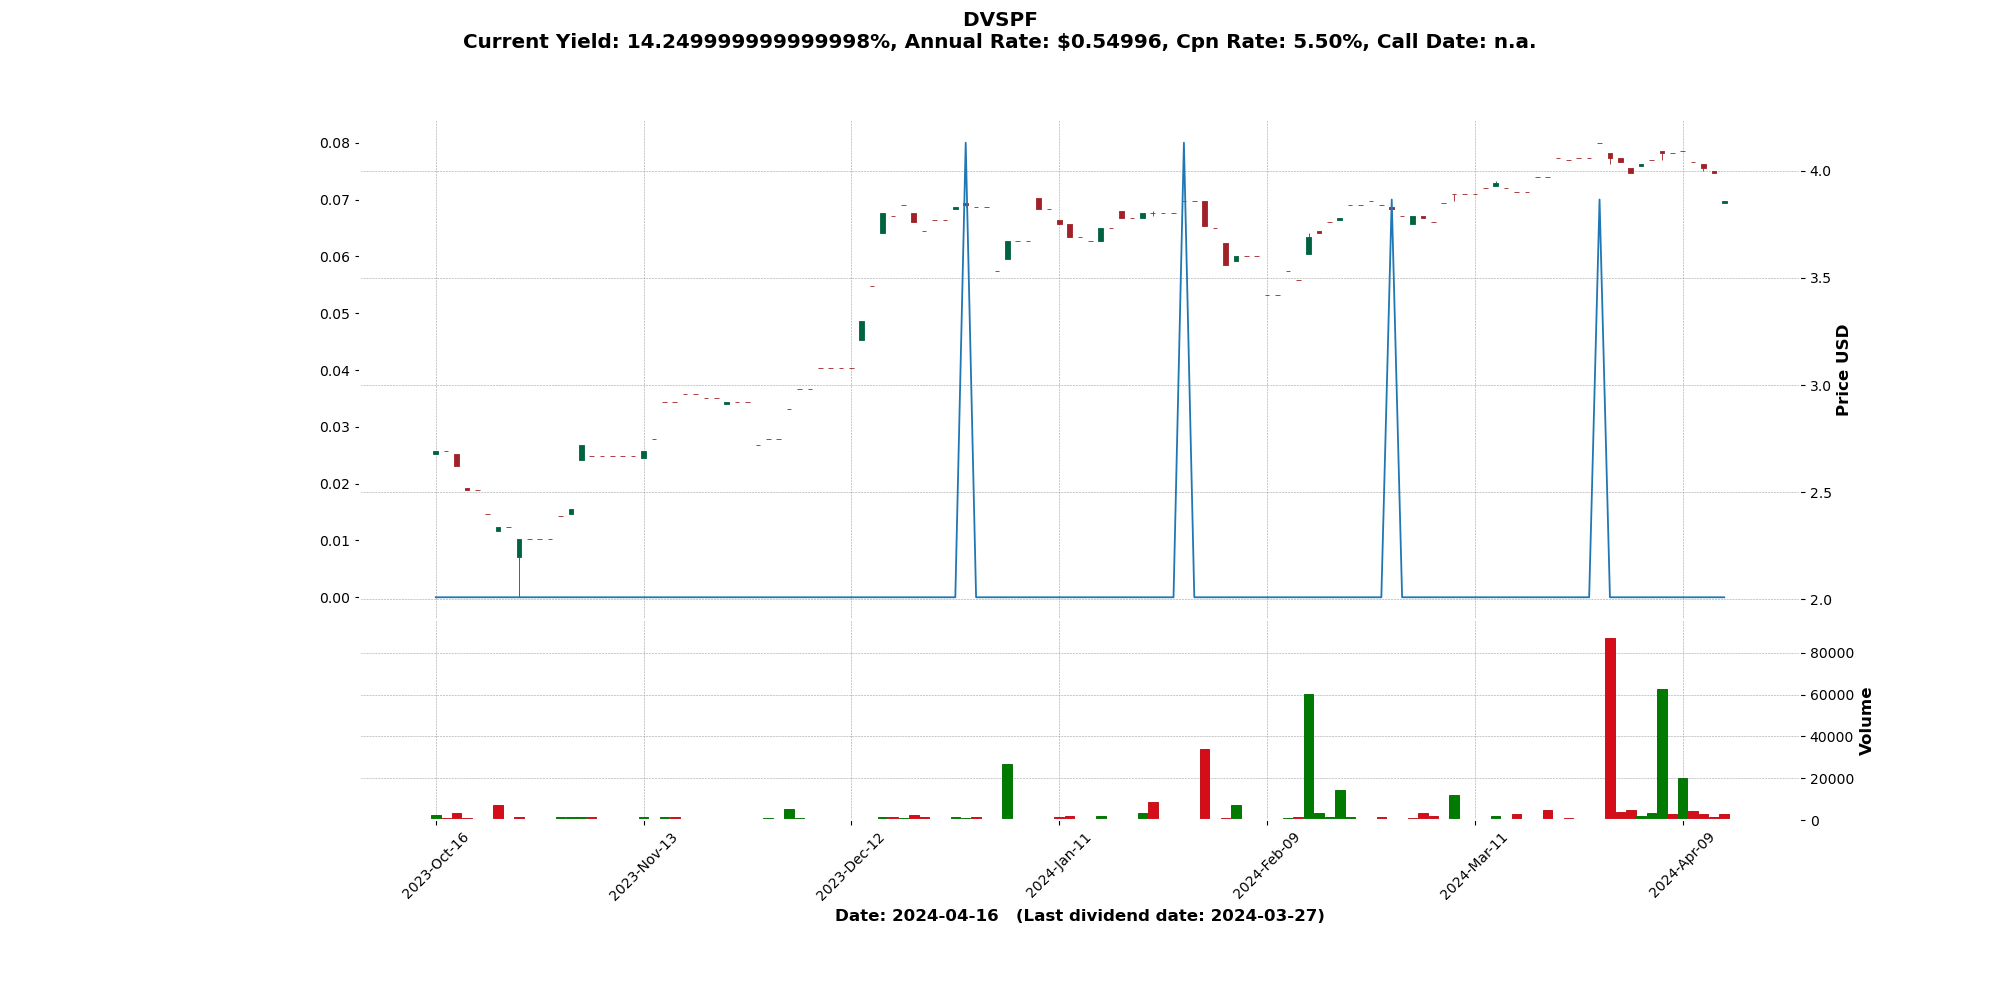 DVSPF
Current Yield: 14.249999999999998%, Annual Rate: $0.54996, Cpn Rate: 5.50%, Call Date: n.a.
0.08
0.07
0.06
0.05
0.04
0.03
0.02
0.01
0.00
4.0
3.5
3.0
2.5
2.0
Price USD
80000
60000
40000
20000
0
Volume
2023-Oct-16
2023-Nov-13
2023-Dec-12
2024-Jan-11
2024-Feb-09
2024-Mar-11
2024-Apr-09
Date: 2024-04-16 (Last dividend date: 2024-03-27)